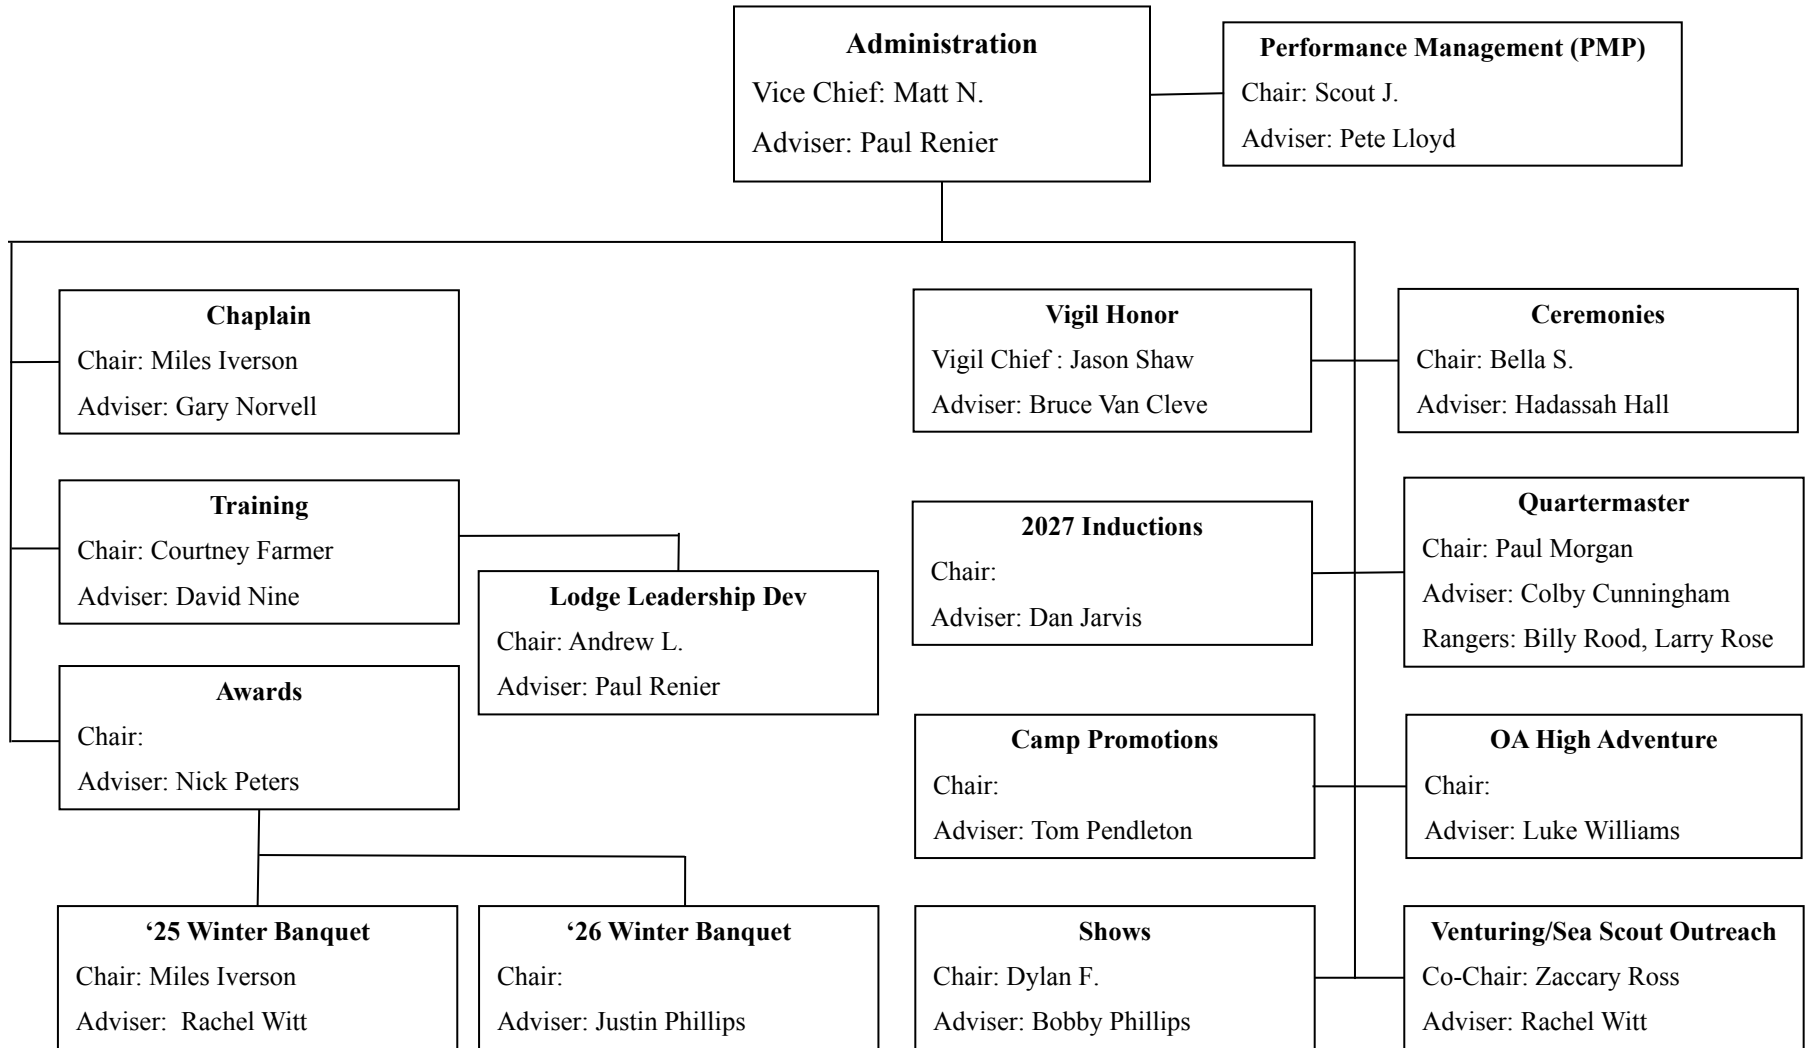 Administration
Vice Chief: Matt N.
Adviser: Paul Renier
Performance Management (PMP)
Chair: Scout J.
Adviser: Pete Lloyd
Chaplain
Chair: Miles Iverson
Adviser: Gary Norvell
Vigil Honor
Vigil Chief : Jason Shaw
Adviser: Bruce Van Cleve
Ceremonies
Chair: Bella S.
Adviser: Hadassah Hall
Training
Chair: Courtney Farmer
Adviser: David Nine
Lodge Leadership Dev
Chair: Andrew L.
Adviser: Paul Renier
2027 Inductions
Chair:
Adviser: Dan Jarvis
Quartermaster
Chair: Paul Morgan
Adviser: Colby Cunningham
Rangers: Billy Rood, Larry Rose
Awards
Chair:
Adviser: Nick Peters
Camp Promotions
Chair:
Adviser: Tom Pendleton
OA High Adventure
Chair:
Adviser: Luke Williams
‘25 Winter Banquet
Chair: Miles Iverson
Adviser:  Rachel Witt
‘26 Winter Banquet
Chair:
Adviser: Justin Phillips
Shows
Chair: Dylan F.
Adviser: Bobby Phillips
Venturing/Sea Scout Outreach
Co-Chair: Zaccary Ross
Adviser: Rachel Witt